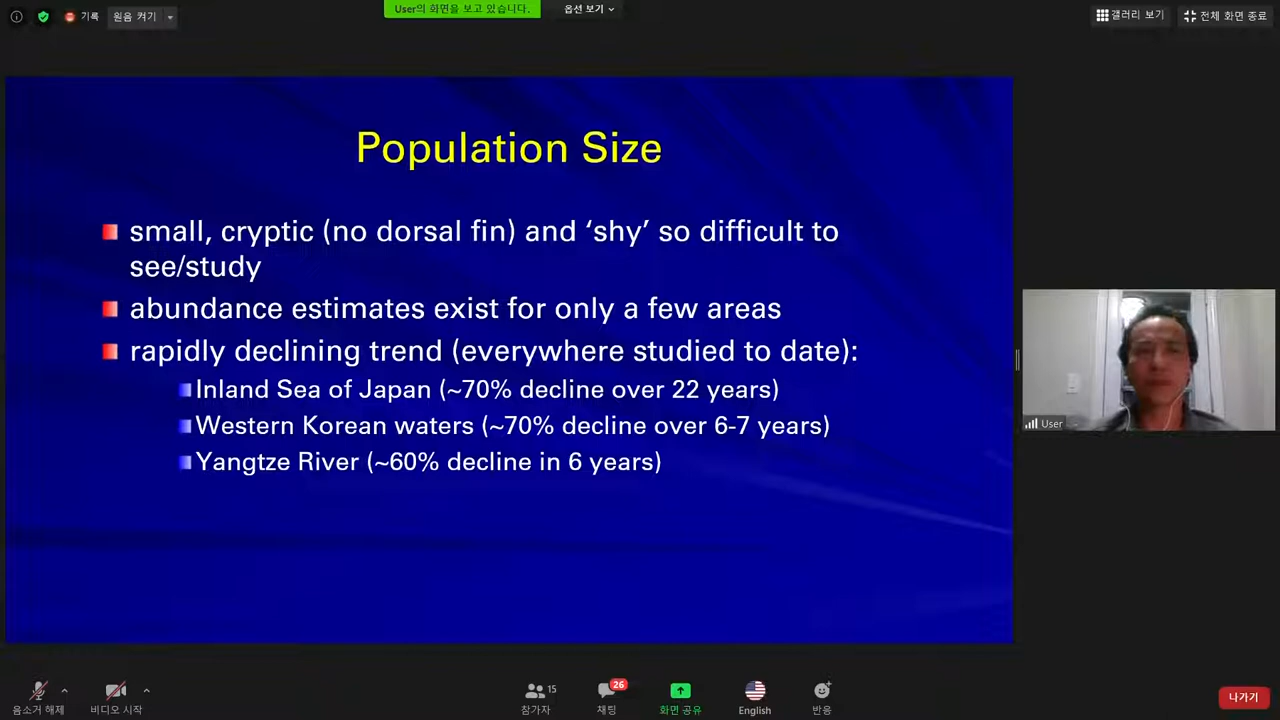 기록
원음 켜기
User의 화면을 보고 있습니다.
옵션 보기
갤러리 보기
전체 화면 종료
Population Size
small, cryptic (no dorsal fin) and ‘shy’ so difficult to
see/study
abundance estimates exist for only a few areas
rapidly declining trend (everywhere studied to date):
Inland Sea of Japan (~70% decline over 22 years)
Western Korean waters (~70% decline over 6-7 years)
Yangtze River (~60% decline in 6 years)
User
음소거 해제
비디오 시작
15
참가자
26
채팅
화면 공유
English
반응
나가기